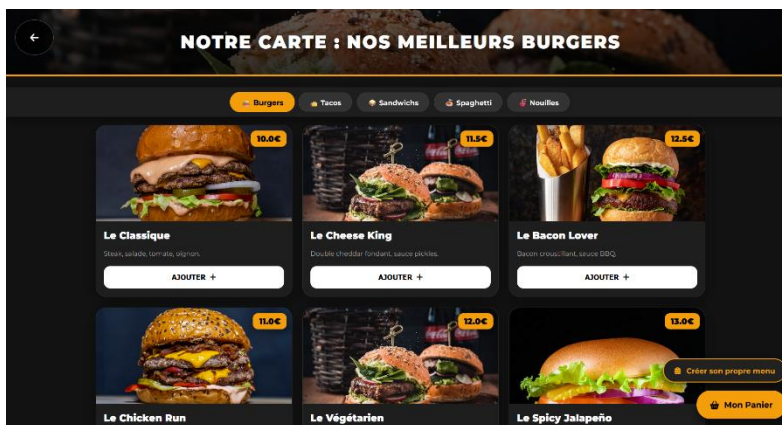 NOTRE CARTE : NOS MEILLEURS BURGERS
Burgers
Tacos
Sandwichs
Spaghetti
Nouilles
10.0€
11.5€
12.5€
Le Classique
Le Cheese King
Le Bacon Lover
Steak, salade, tomate, oignon.
Double cheddar fondant, sauce pickles.
Bacon croustillant, sauce BBQ.
AJOUTER +
AJOUTER +
AJOUTER +
11.0€
12.0€
13.0€
Créer son propre menu
Mon Panier
Le Chicken Run
Le Végétarien
Le Spicy Jalapeño